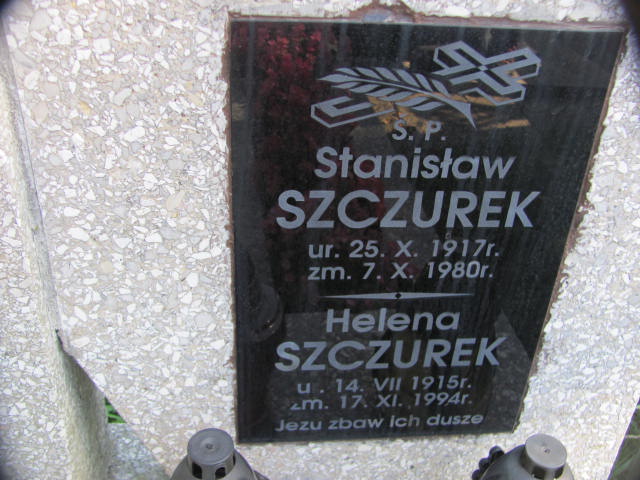 Ś. P.
Stanisław
SZCZUREK
ur. 25. X. 1917r.
zm. 7. X. 1980r.
Helena
SZCZUREK
u . 14. VII 1915r.
zm. 17. XI. 1994r.
Jezu zbaw ich dusze